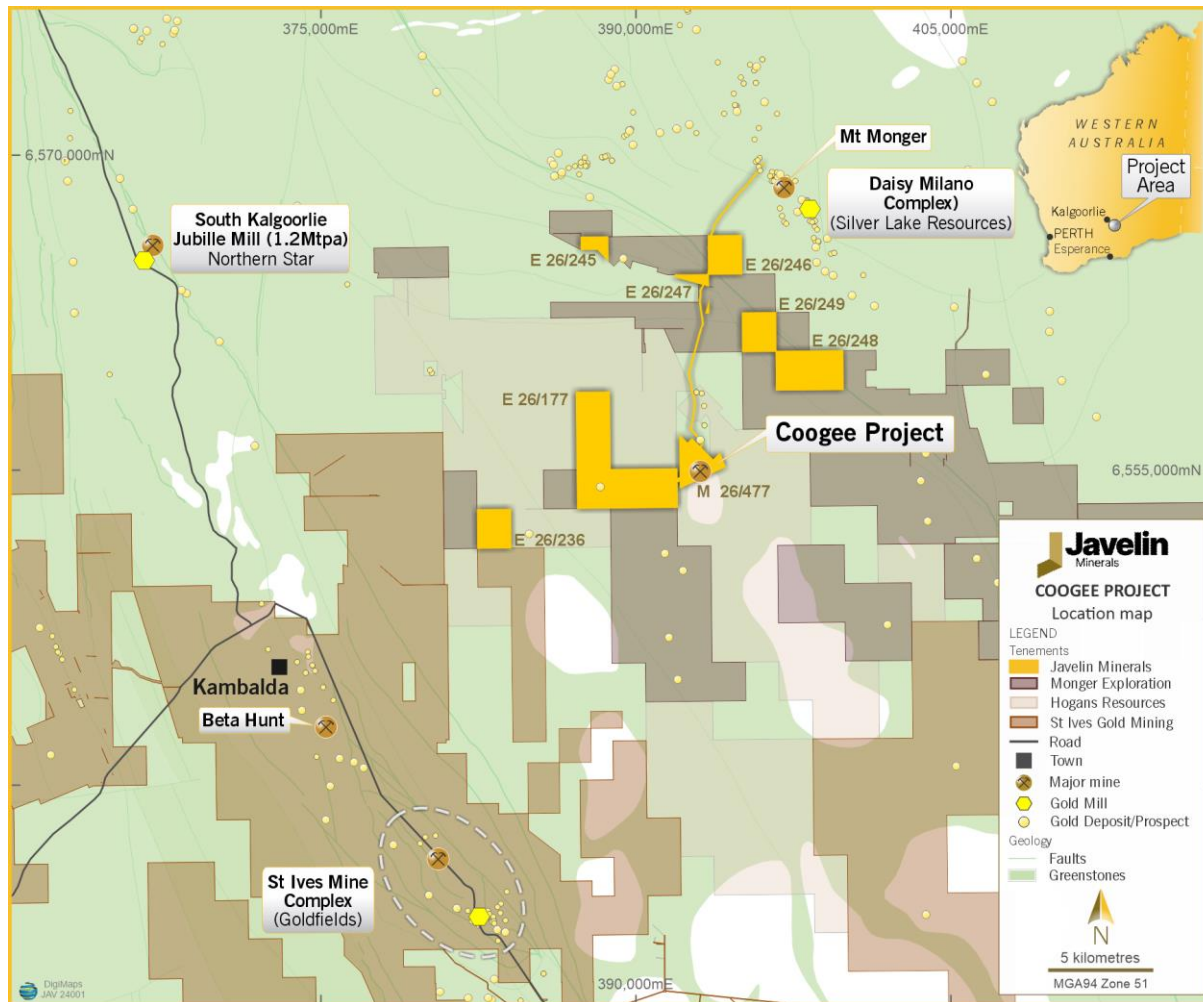 375,000mE
390,000mE
405,000mE
6,570,000mN
Mt Monger
Daisy Milano
Complex)
(Silver Lake Resources)
WESTERN
AUSTRALIA
Project
Area
Kalgoorlie
PERTH
Esperance
South Kalgoorlie
Jubille Mill (1.2Mtpa)
Northern Star
E 26/245
E 26/246
E 26/247
E 26/249
E 26/248
E 26/177
Coogee Project
6,555,000mN
M 26/477
E 26/236
Kambalda
Beta Hunt
St Ives Mine
Complex
(Goldfields)
Javelin
Minerals
COOGEE PROJECT
Location map
LEGEND
Tenements
Javelin Minerals
Monger Exploration
Hogans Resources
St Ives Gold Mining
Road
Town
Major mine
Gold Mill
Gold Deposit/Prospect
Geology
Faults
Greenstones
N
5 kilometres
MGA94 Zone 51
390,000mE
DigiMaps
JAV 24001